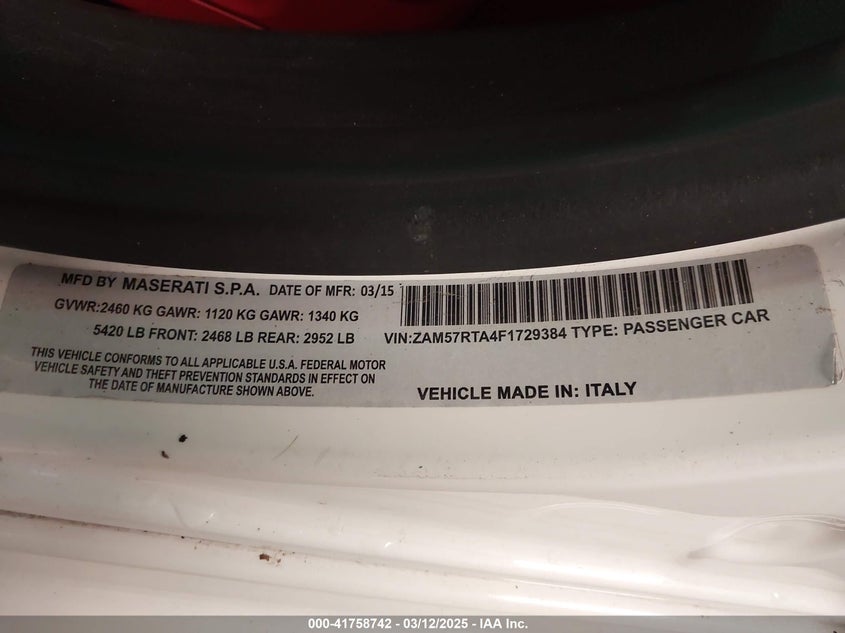 MFD BY MASERATI S.P.A. DATE OF MFR: 03/15
GVWR:2460 KG GAWR: 1120 KG GAWR: 1340 KG
5420 LB FRONT: 2468 LB REAR: 2952 LB
VIN:ZAM57RTA4F1729384 TYPE: PASSENGER CAR
THIS VEHICLE CONFORMS TO ALL APPLICABLE U.S.A. FEDERAL MOTOR
VEHICLE SAFETY AND THEFT PREVENTION STANDARDS IN EFFECT ON
THE DATE OF MANUFACTURE SHOWN ABOVE.
VEHICLE MADE IN: ITALY
000-41758742 - 03/12/2025 - IAA Inc.